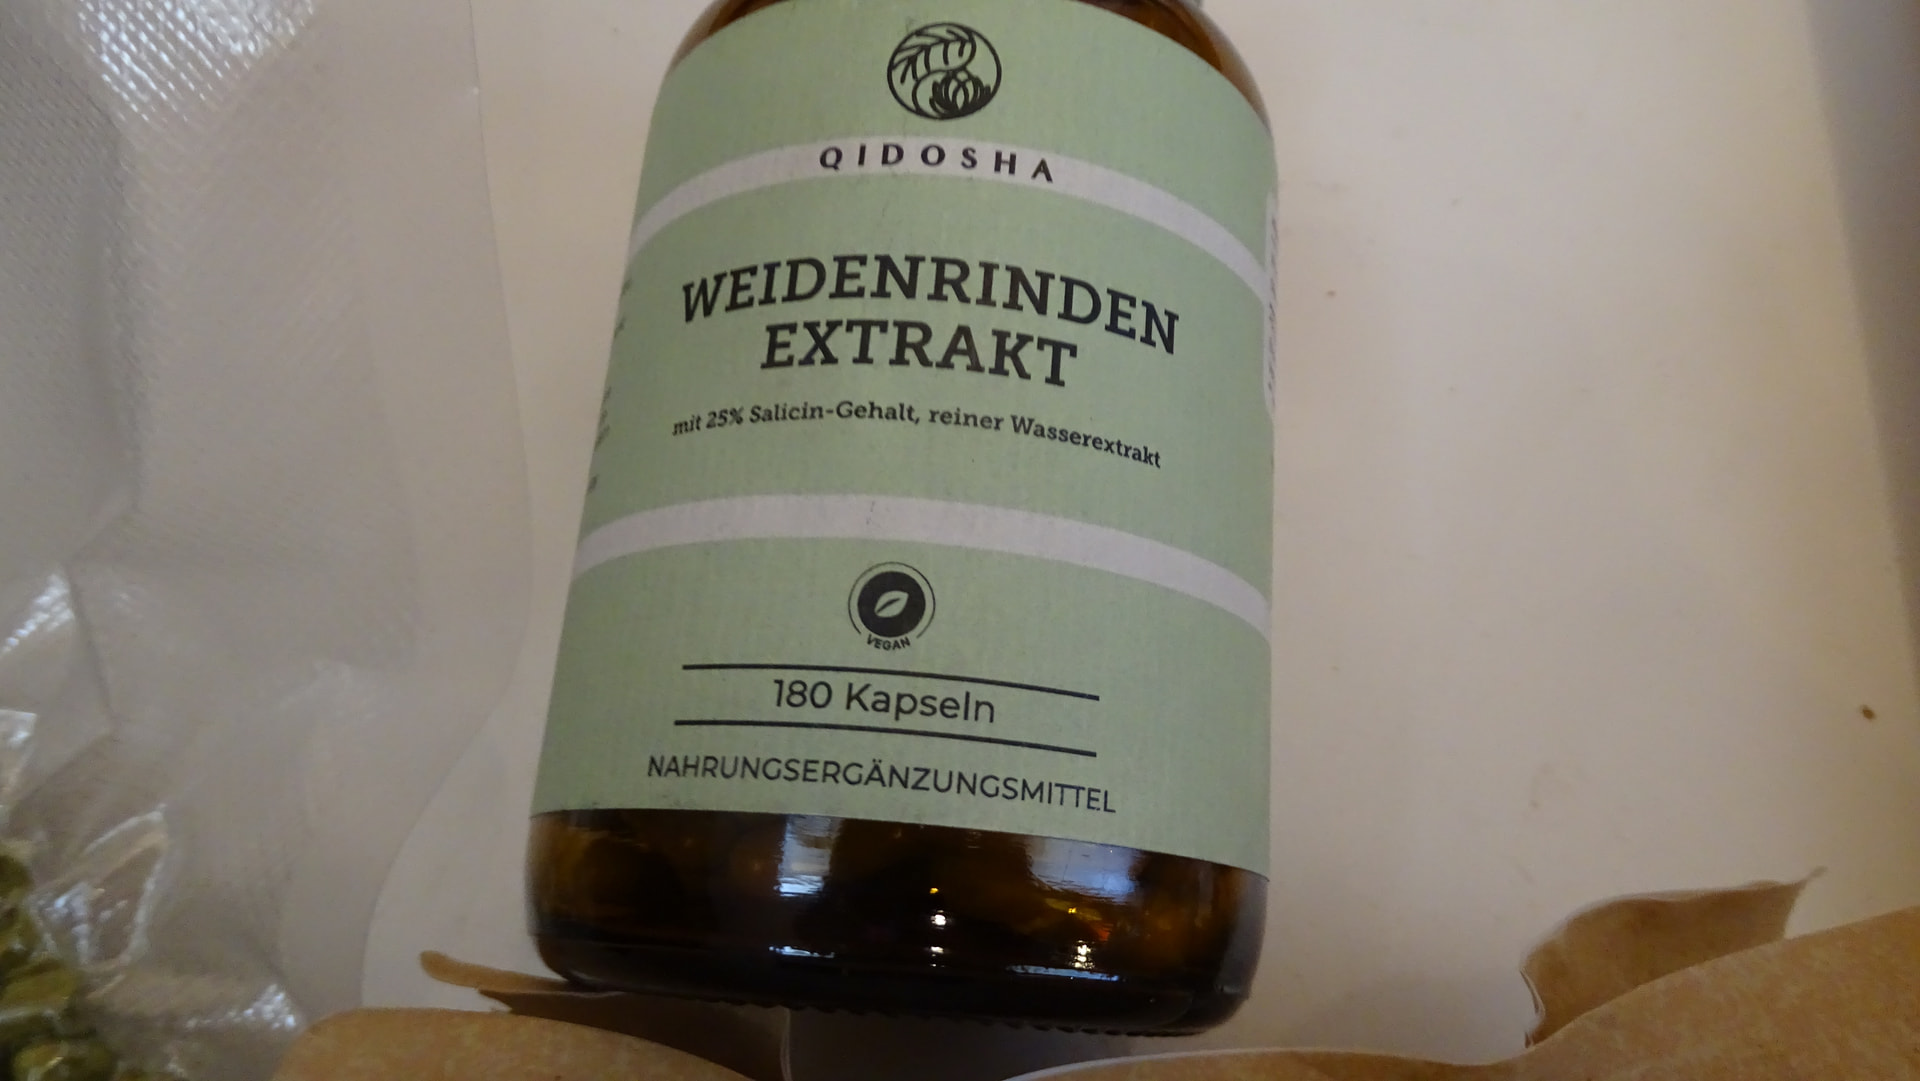 QIDOSHA
WEIDENRINDEN
EXTRAKT
mit 25% Salicin-Gehalt, reiner Wasserextrakt
VEGAN
180 Kapseln
NAHRUNGSERGÄNZUNGSMITTEL